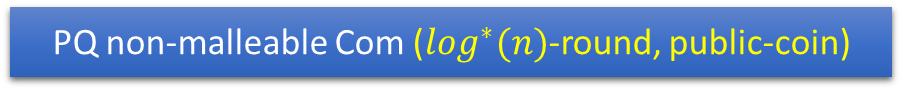 PQ non-malleable Com (log*(n)-round, public-coin)